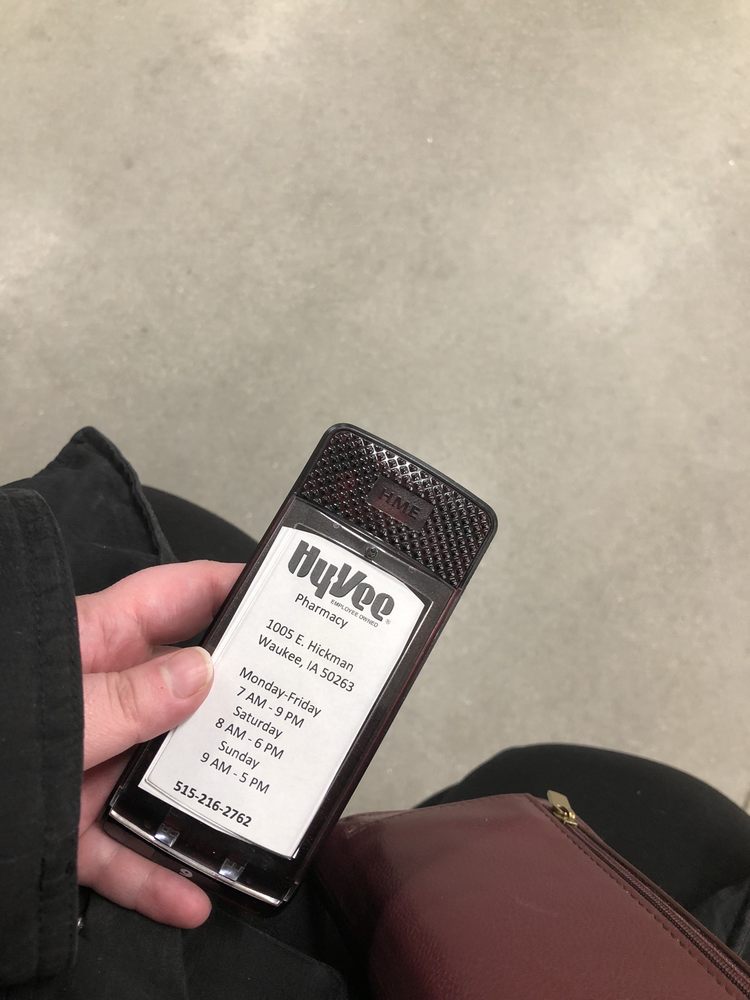 HME
HyVee®
EMPLOYEE OWNED
Pharmacy
1005 E. Hickman
Waukee, IA 50263
Monday-Friday
7 AM - 9 PM
Saturday
8 AM - 6 PM
Sunday
9 AM - 5 PM
515-216-2762